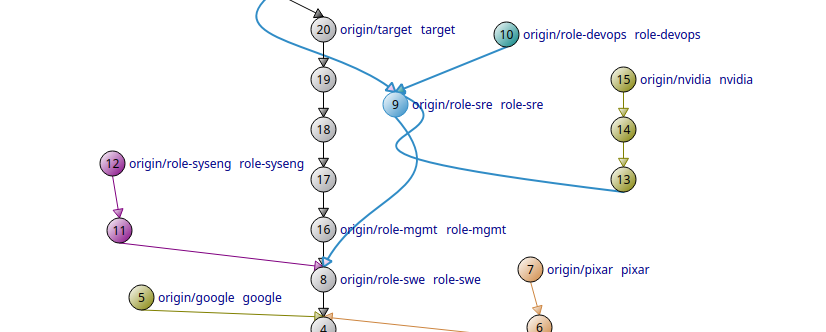 20 origin/target target
10 origin/role-devops role-devops
19
15 origin/nvidia nvidia
9 origin/role-sre role-sre
18
14
12 origin/role-syseng role-syseng
17
13
11
16 origin/role-mgmt role-mgmt
8 origin/role-swe role-swe
7 origin/pixar pixar
5 origin/google google
4
6